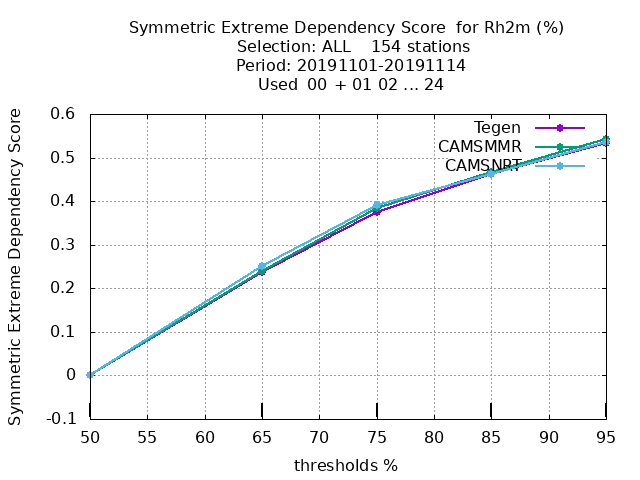 Symmetric Extreme Dependency Score  for Rh2m (%)
Selection: ALL    154 stations
Period: 20191101-20191114
Used  00 + 01 02 ... 24
Symmetric Extreme Dependency Score
0.6
0.5
0.4
0.3
0.2
0.1
0
-0.1
Tegen
CAMSMMR
CAMSNRT
50 55 60 65 70 75 80 85 90 95
thresholds %